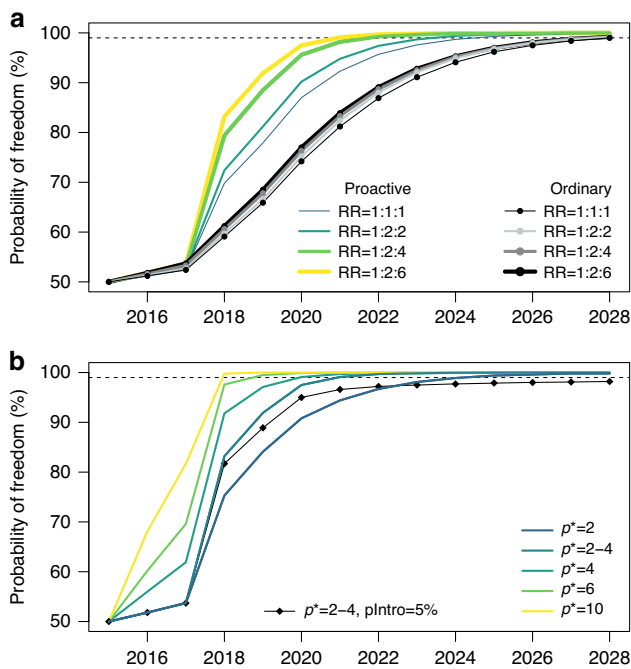 a
Probability of freedom (%)
100
90
80
70
60
50
Proactive
RR=1:1:1
RR=1:2:2
RR=1:2:4
RR=1:2:6
Ordinary
RR=1:1:1
RR=1:2:2
RR=1:2:4
RR=1:2:6
2016 2018 2020 2022 2024 2026 2028
b
Probability of freedom (%)
100
90
80
70
60
50
p*=2
p*=2–4
p*=4
p*=6
p*=10
p*=2–4, pIntro=5%
2016 2018 2020 2022 2024 2026 2028